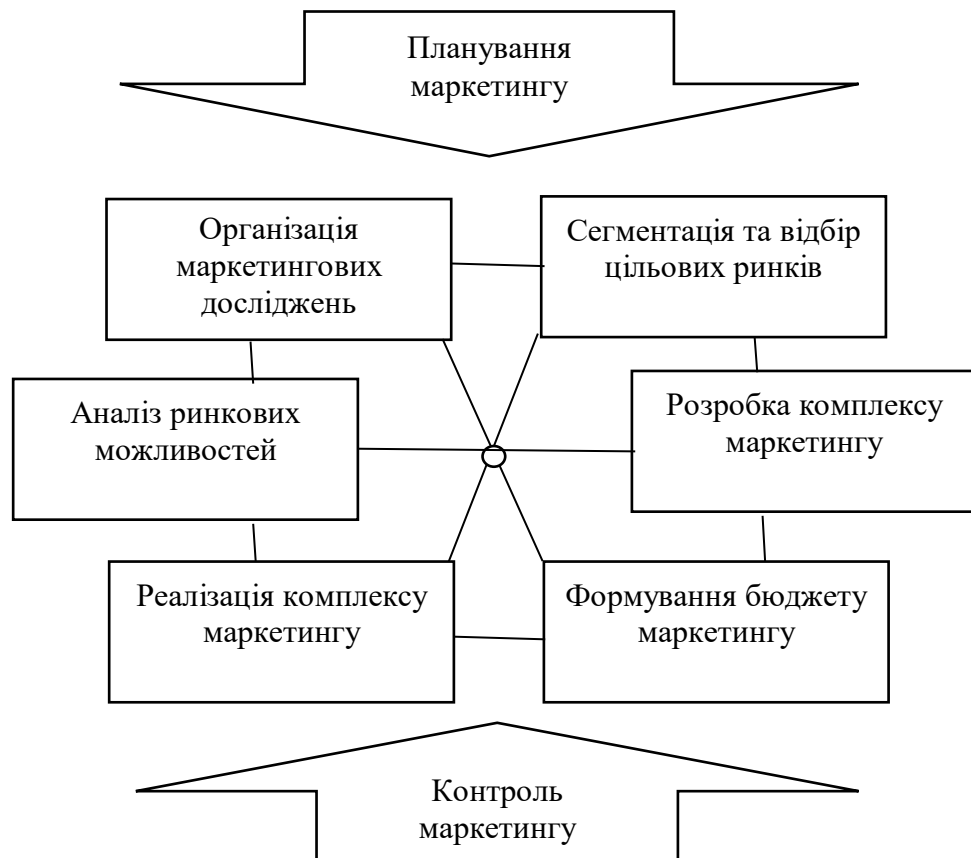 Планування
маркетингу
Організація
маркетингових
досліджень
Сегментація та відбір
цільових ринків
Аналіз ринкових
можливостей
Розробка комплексу
маркетингу
Реалізація комплексу
маркетингу
Формування бюджету
маркетингу
Контроль
маркетингу